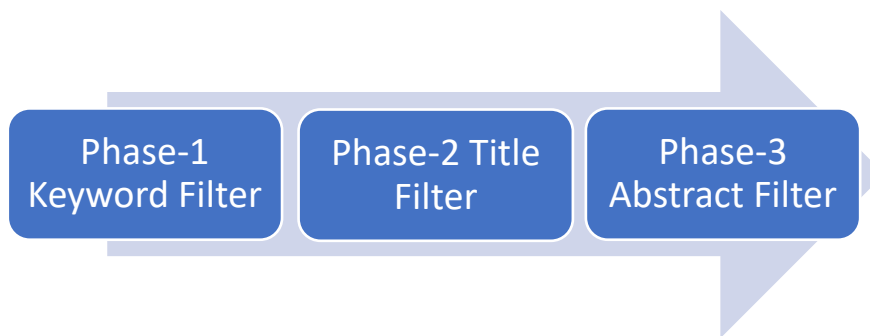 Phase-1
Keyword Filter
Phase-2 Title
Filter
Phase-3
Abstract Filter